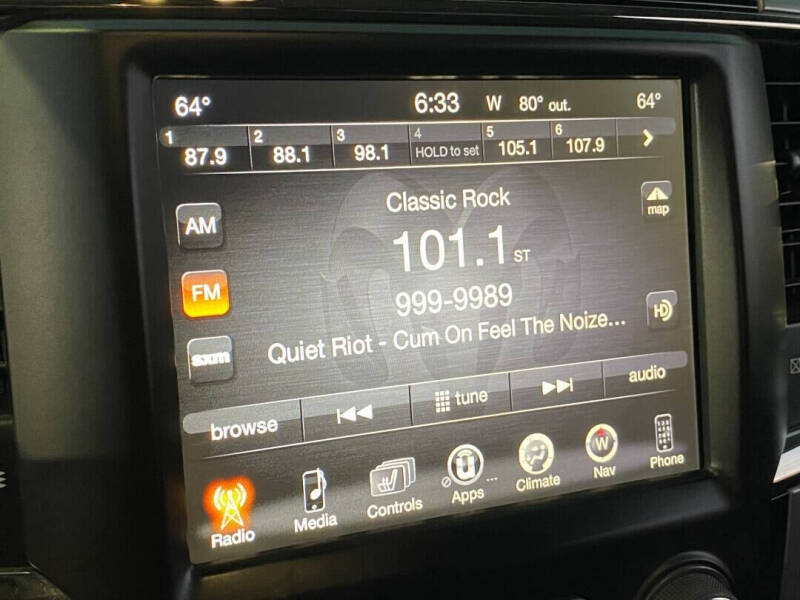 64° 6:33 W 80° out. 64°
1 2 3 4 5 6
87.9 88.1 98.1 HOLD to set 105.1 107.9
Classic Rock
map
AM
101.1 ST
FM
999-9989
HD
sxm
Quiet Riot - Cum On Feel The Noize...
browse tune audio
Radio Media Controls Apps Climate Nav Phone
U
W